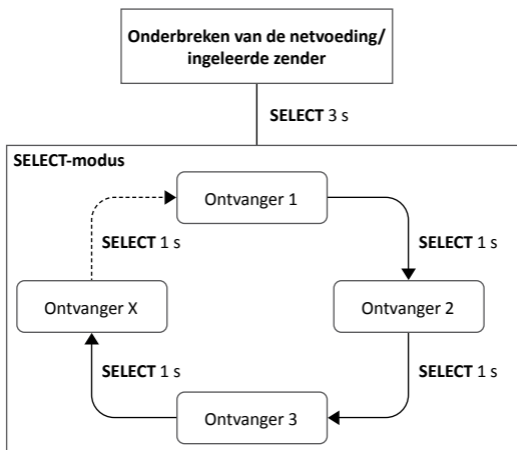 Onderbreken van de netvoeding/
ingeleerde zender
SELECT 3 s
SELECT-modus
Ontvanger 1
SELECT 1 s
SELECT 1 s
Ontvanger X
Ontvanger 2
SELECT 1 s
SELECT 1 s
Ontvanger 3